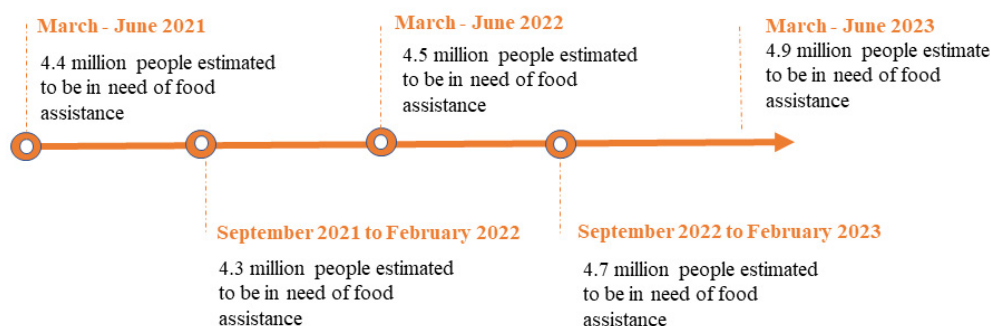 March - June 2021
4.4 million people estimated
to be in need of food
assistance
March - June 2022
4.5 million people estimated
to be in need of food
assistance
March - June 2023
4.9 million people estimate
to be in need of food
assistance
September 2021 to February 2022
4.3 million people estimated
to be in need of food
assistance
September 2022 to February 2023
4.7 million people estimated
to be in need of food
assistance